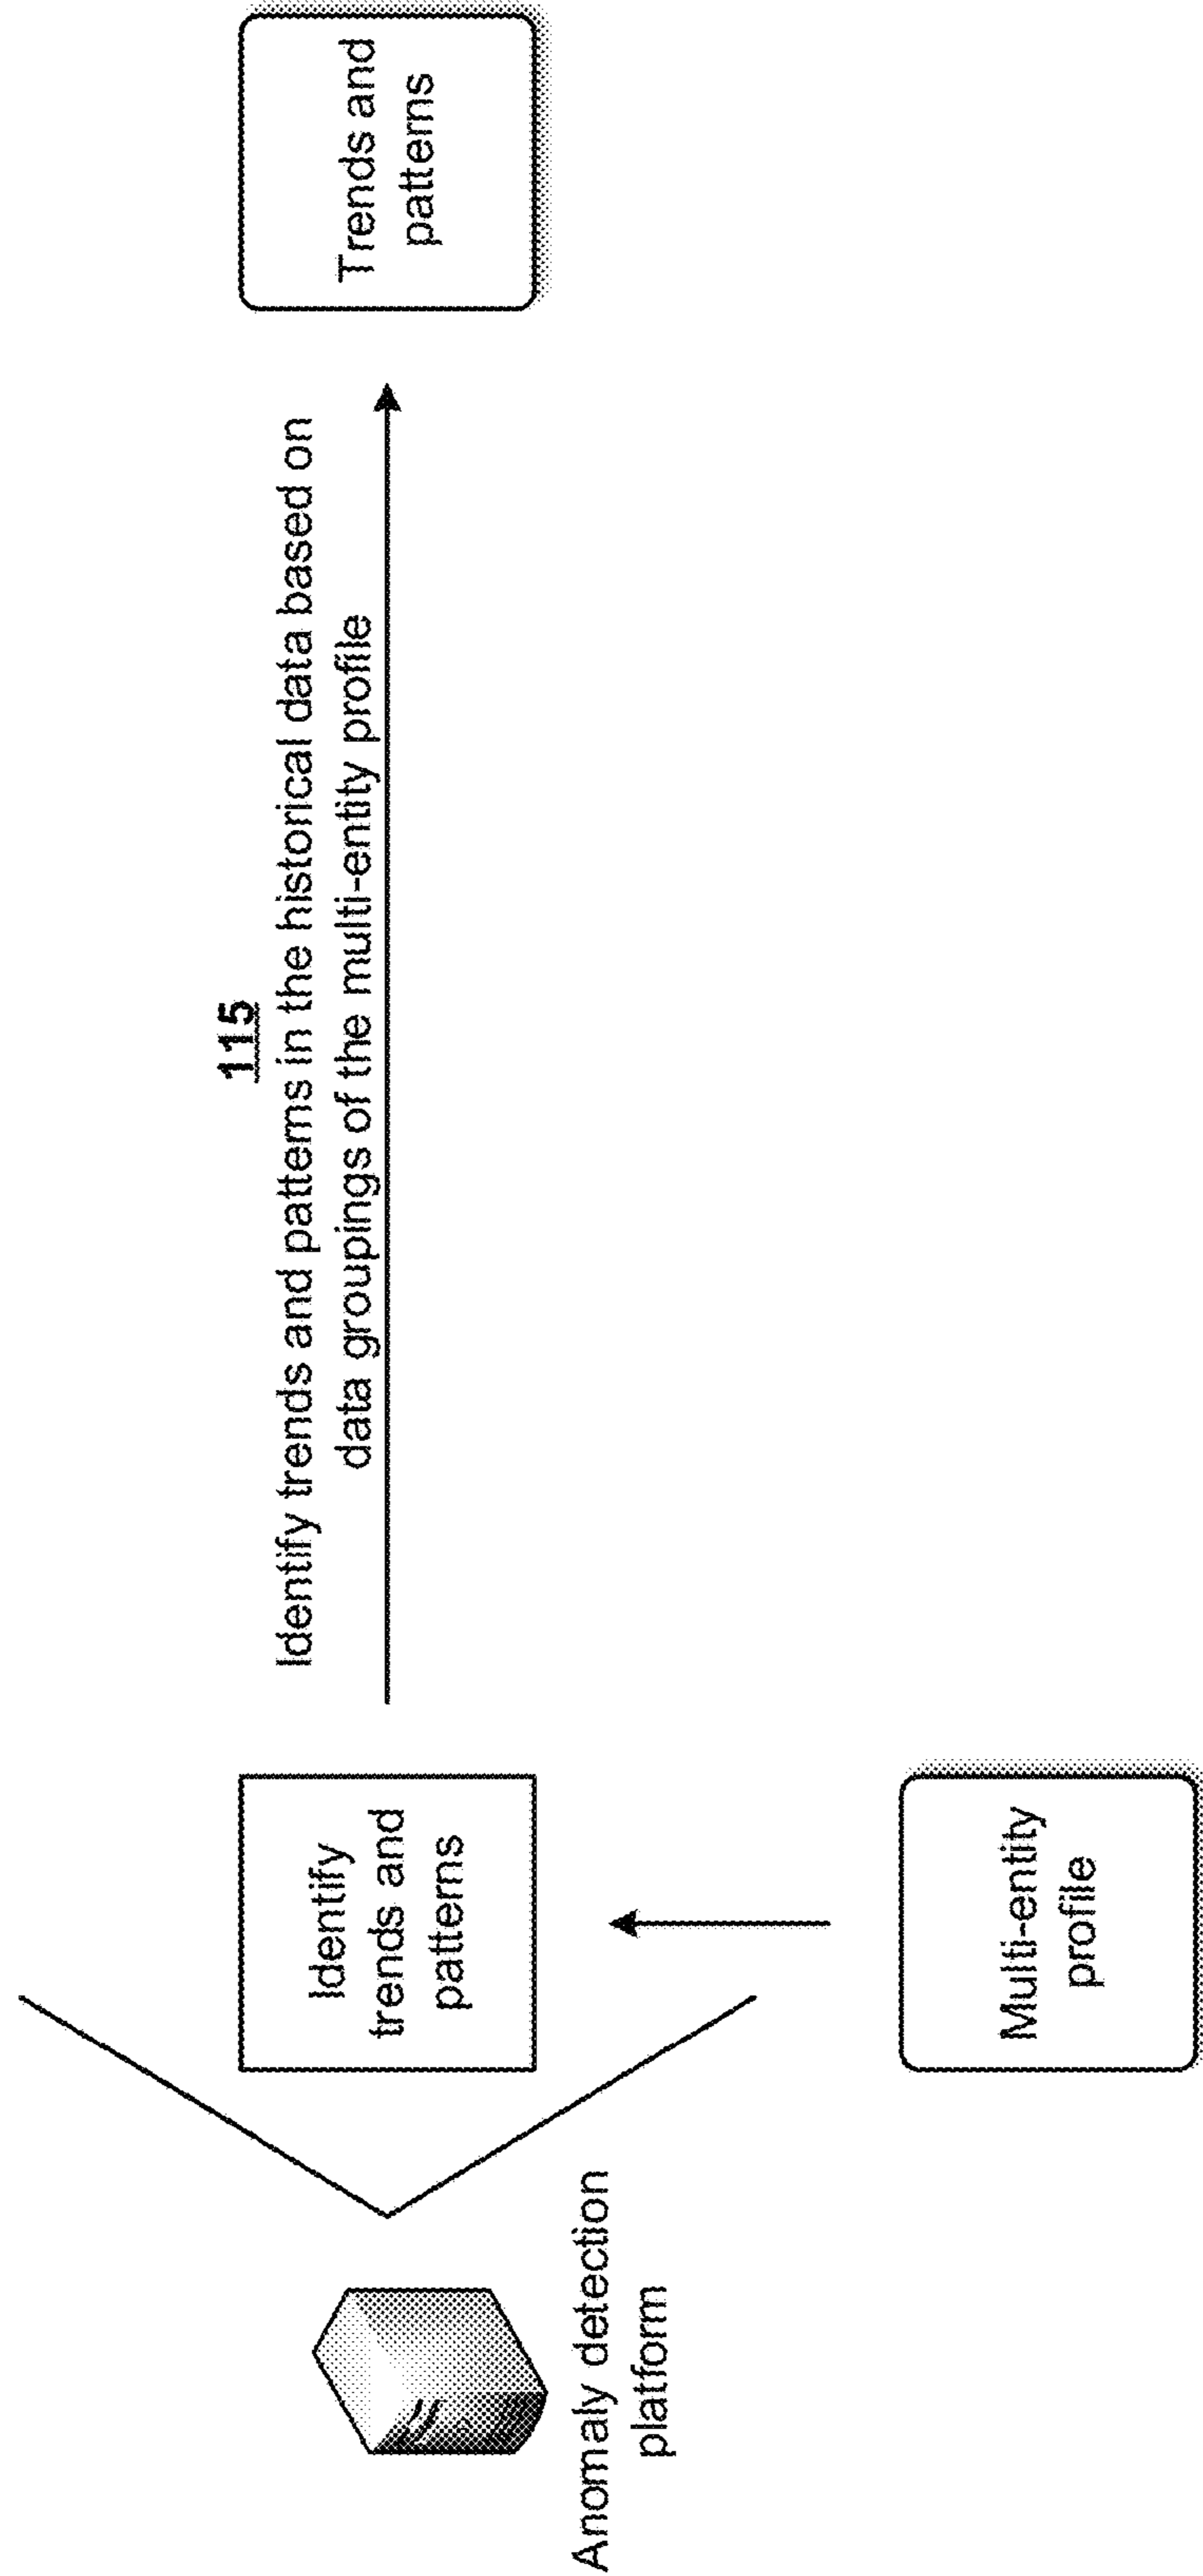 115
Identify trends and patterns in the historical data based on
data groupings of the multi-entity profile
Anomaly detection
platform
Identify
trends and
patterns
Trends and
patterns
Multi-entity
profile